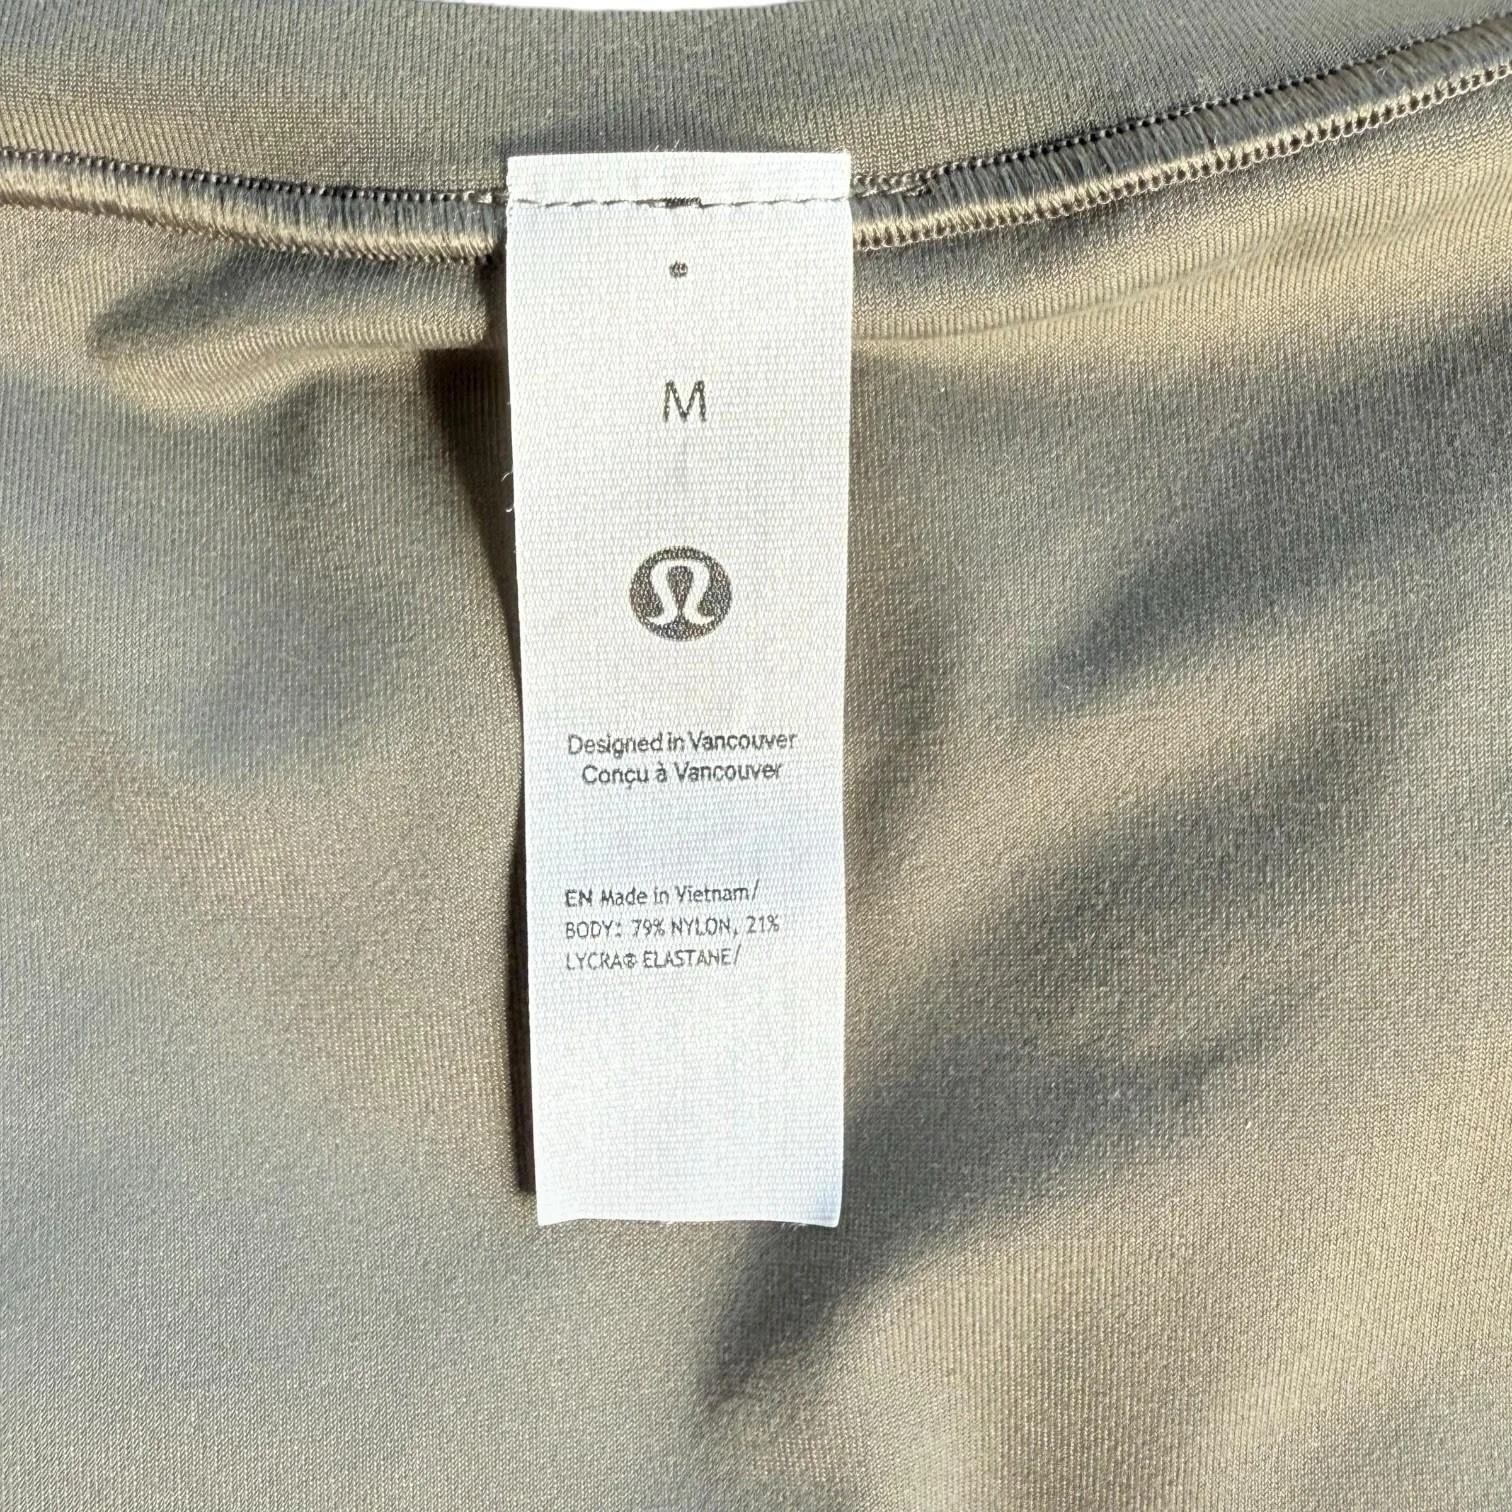 M
Designed in Vancouver
Conçu à Vancouver
EN Made in Vietnam/
BODY: 79% NYLON, 21%
LYCRA® ELASTANE/